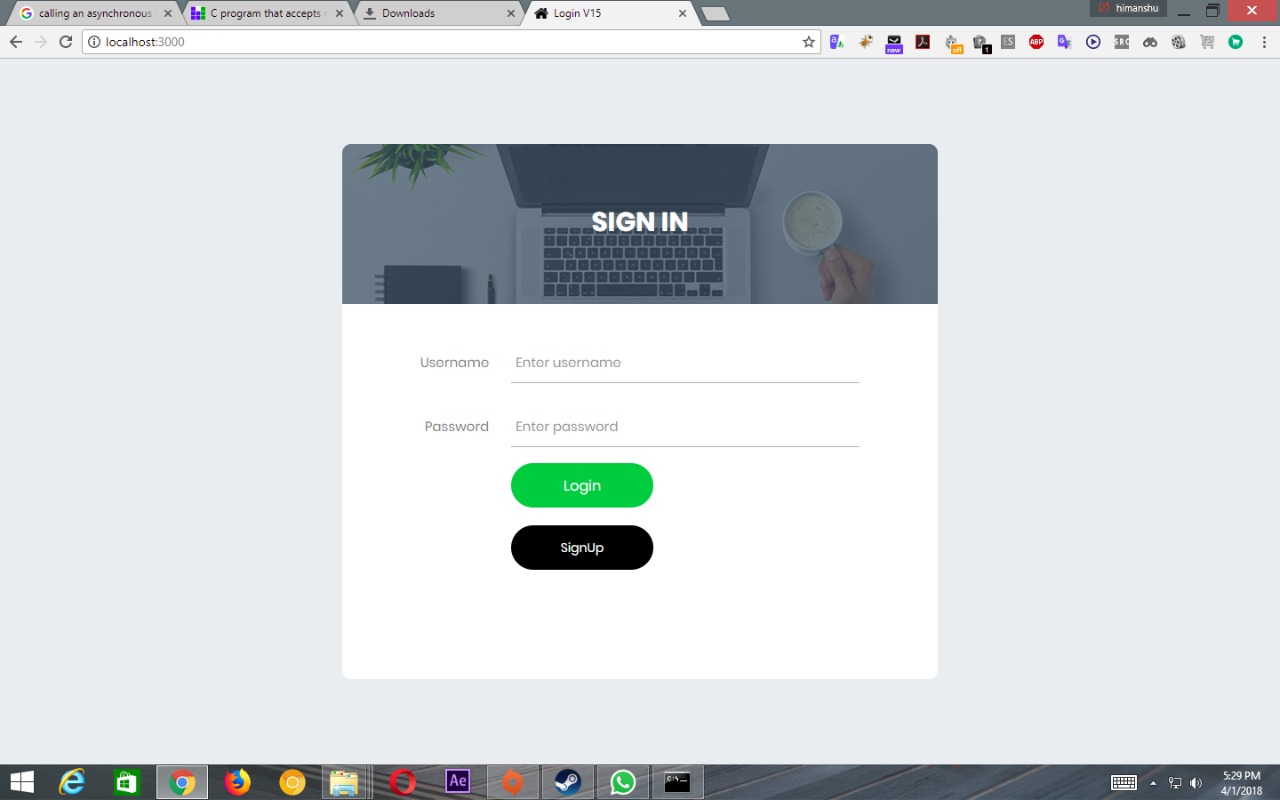 calling an asynchronous
C program that accepts
Downloads
Login V15
himanshu
localhost:3000
new
off
1
ES
ABP
SRC
SIGN IN
Username
Enter username
Password
Enter password
Login
SignUp
Ae
C:\.
5:29 PM
4/1/2018